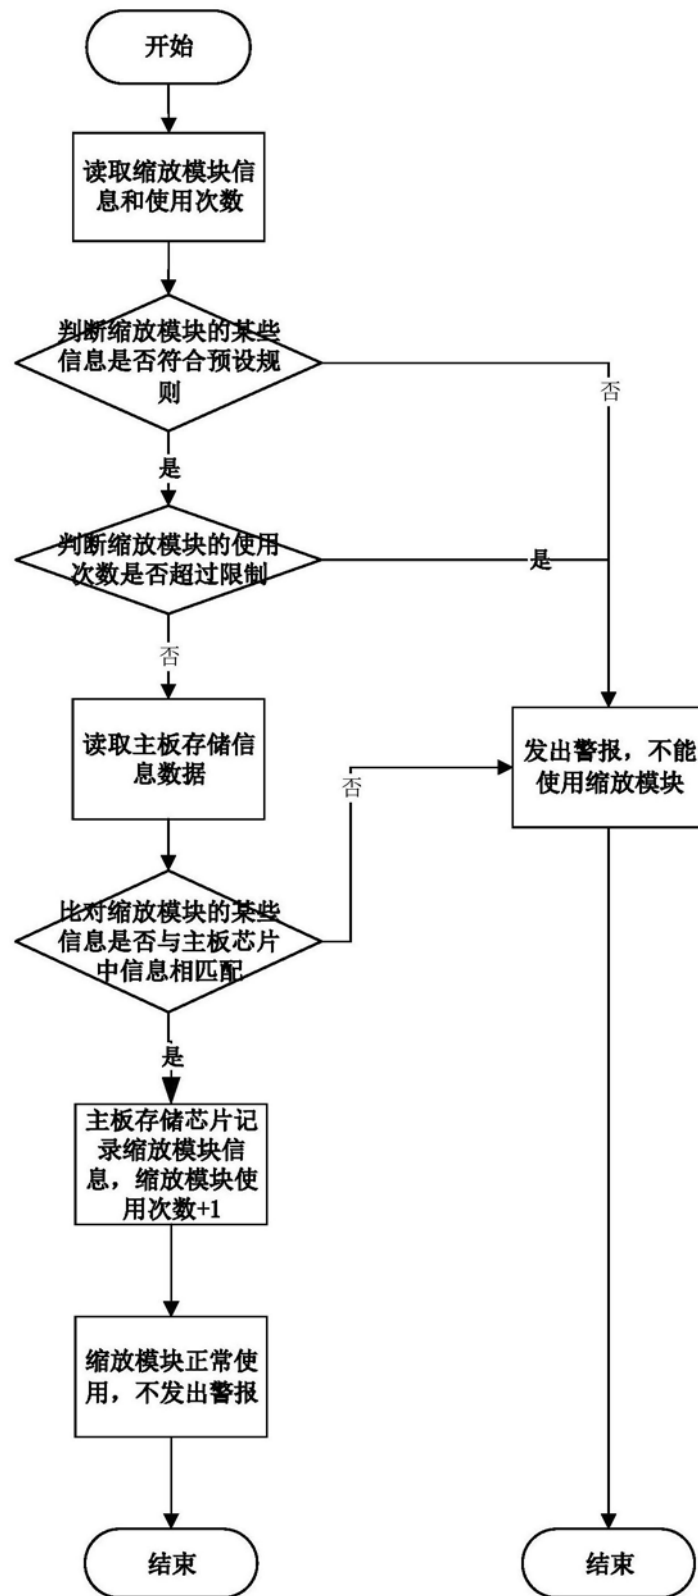 开始
读取缩放模块信
息和使用次数
判断缩放模块的某些
信息是否符合预设规
则
否
是
判断缩放模块的使用
次数是否超过限制
是
否
读取主板存储信
息数据
发出警报，不能
使用缩放模块
否
比对缩放模块的某些
信息是否与主板芯片
中信息相匹配
是
主板存储芯片记
录缩放模块信
息，缩放模块使
用次数+1
缩放模块正常使
用，不发出警报
结束
结束